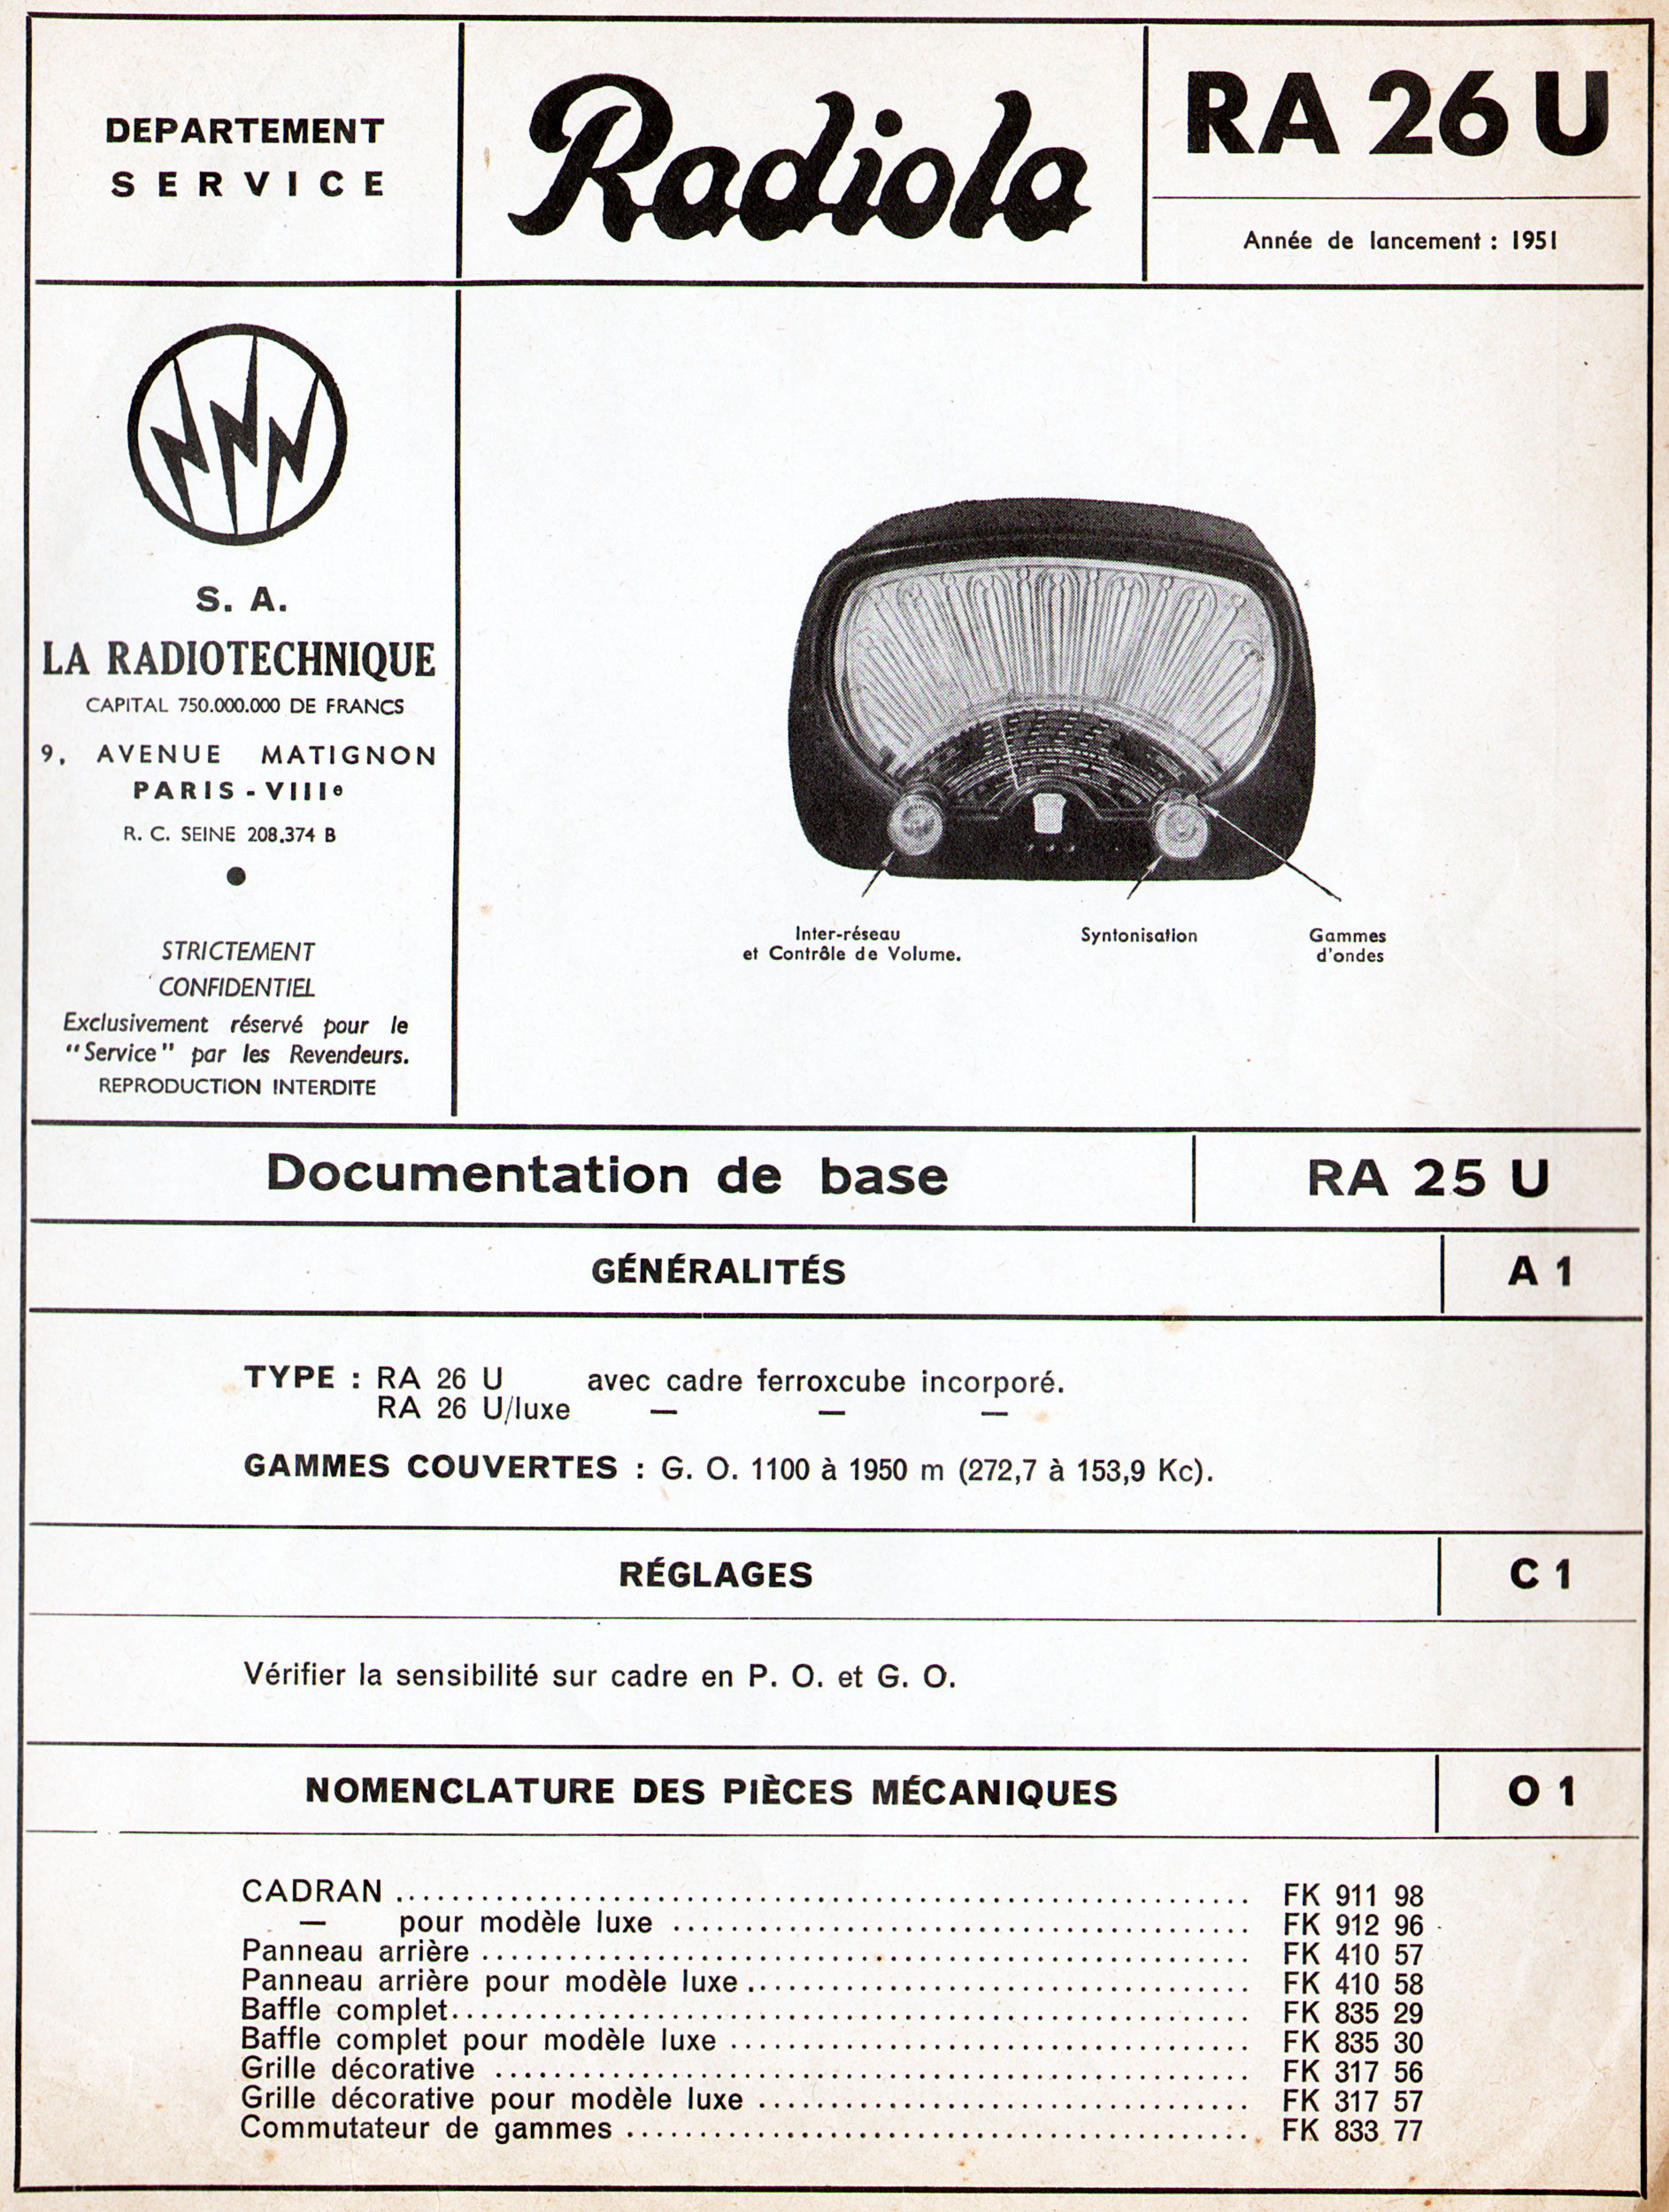 DEPARTEMENT
SERVICE
Radiola
RA 26 U
Année de lancement : 1951
S. A.
LA RADIOTECHNIQUE
CAPITAL 750.000.000 DE FRANCS
9, AVENUE MATIGNON
PARIS - VIIIe
R. C. SEINE 208.374 B
STRICTEMENT
CONFIDENTIEL
Exclusivement réservé pour le
"Service" par les Revendeurs.
REPRODUCTION INTERDITE
Inter-réseau
et Contrôle de Volume.
Syntonisation
Gammes
d'ondes
Documentation de base
RA 25 U
GÉNÉRALITÉS
A 1
TYPE : RA 26 U avec cadre ferroxcube incorporé.
RA 26 U/luxe — — —
GAMMES COUVERTES : G. O. 1100 à 1950 m (272,7 à 153,9 Kc).
RÉGLAGES
C 1
Vérifier la sensibilité sur cadre en P. O. et G. O.
NOMENCLATURE DES PIÈCES MÉCANIQUES
O 1
CADRAN ........ FK 911 98
— pour modèle luxe ........ FK 912 96
Panneau arrière ........ FK 410 57
Panneau arrière pour modèle luxe ........ FK 410 58
Baffle complet ........ FK 835 29
Baffle complet pour modèle luxe ........ FK 835 30
Grille décorative ........ FK 317 56
Grille décorative pour modèle luxe ........ FK 317 57
Commutateur de gammes ........ FK 833 77